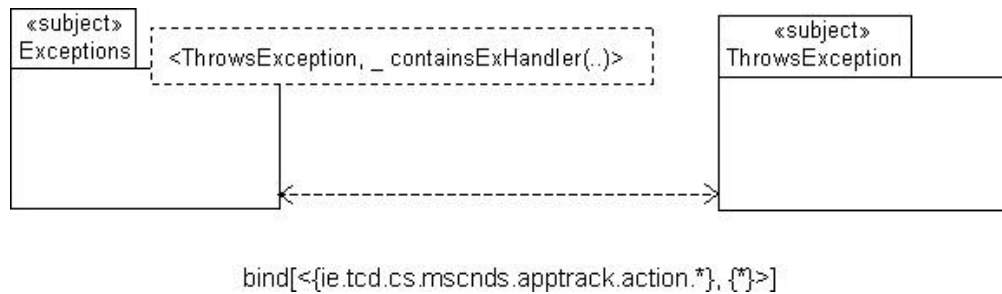 «subject»
Exceptions
<ThrowsException, _ containsExHandler(..)>
«subject»
ThrowsException
bind[<{ie.tcd.cs.mscnds.apptrack.action.*}, {*}>]